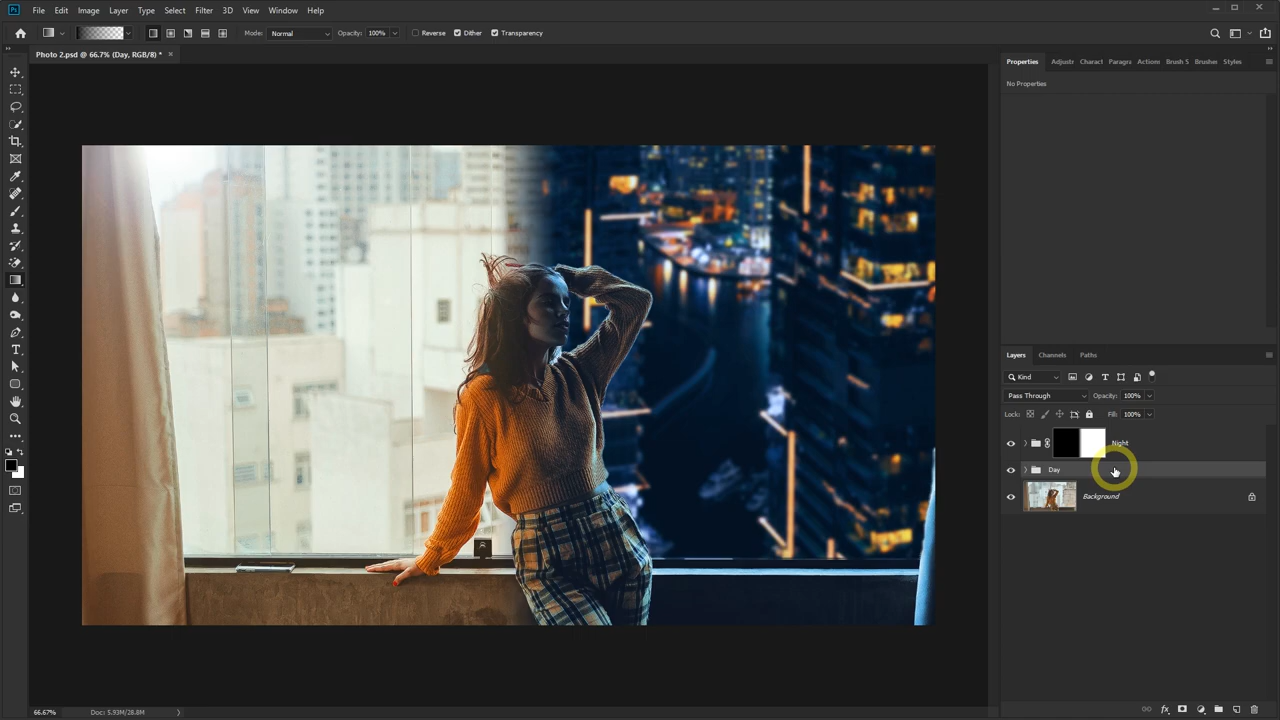 Ps File Edit Image Layer Type Select Filter 3D View Window Help
Mode: Normal Opacity: 100% Reverse Dither Transparency
Photo 2.psd @ 66.7% (Day, RGB/8) *
Properties Adjustr Charact Paragra Actions Brush S Brushes Styles
No Properties
Layers Channels Paths
Kind
Pass Through Opacity: 100%
Lock: Fill: 100%
Night
Day
Background
66.67% Doc: 5.93M/28.8M